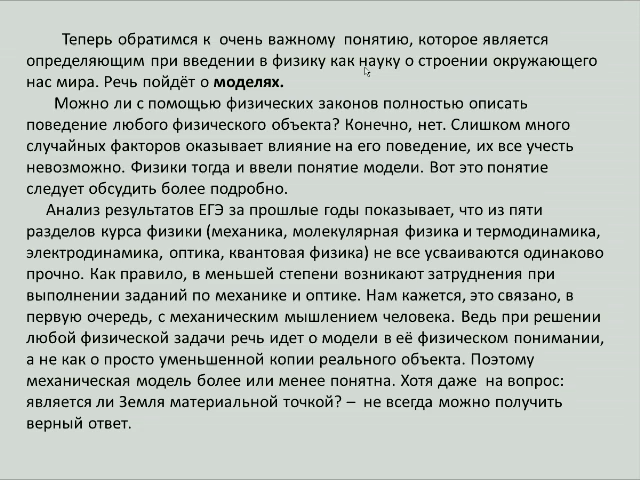 Теперь обратимся к очень важному понятию, которое является
определяющим при введении в физику как науку о строении окружающего
нас мира. Речь пойдёт о моделях.
Можно ли с помощью физических законов полностью описать
поведение любого физического объекта? Конечно, нет. Слишком много
случайных факторов оказывает влияние на его поведение, их все учесть
невозможно. Физики тогда и ввели понятие модели. Вот это понятие
следует обсудить более подробно.
Анализ результатов ЕГЭ за прошлые годы показывает, что из пяти
разделов курса физики (механика, молекулярная физика и термодинамика,
электродинамика, оптика, квантовая физика) не все усваиваются одинаково
прочно. Как правило, в меньшей степени возникают затруднения при
выполнении заданий по механике и оптике. Нам кажется, это связано, в
первую очередь, с механическим мышлением человека. Ведь при решении
любой физической задачи речь идет о модели в её физическом понимании,
а не как о просто уменьшенной копии реального объекта. Поэтому
механическая модель более или менее понятна. Хотя даже на вопрос:
является ли Земля материальной точкой? – не всегда можно получить
верный ответ.